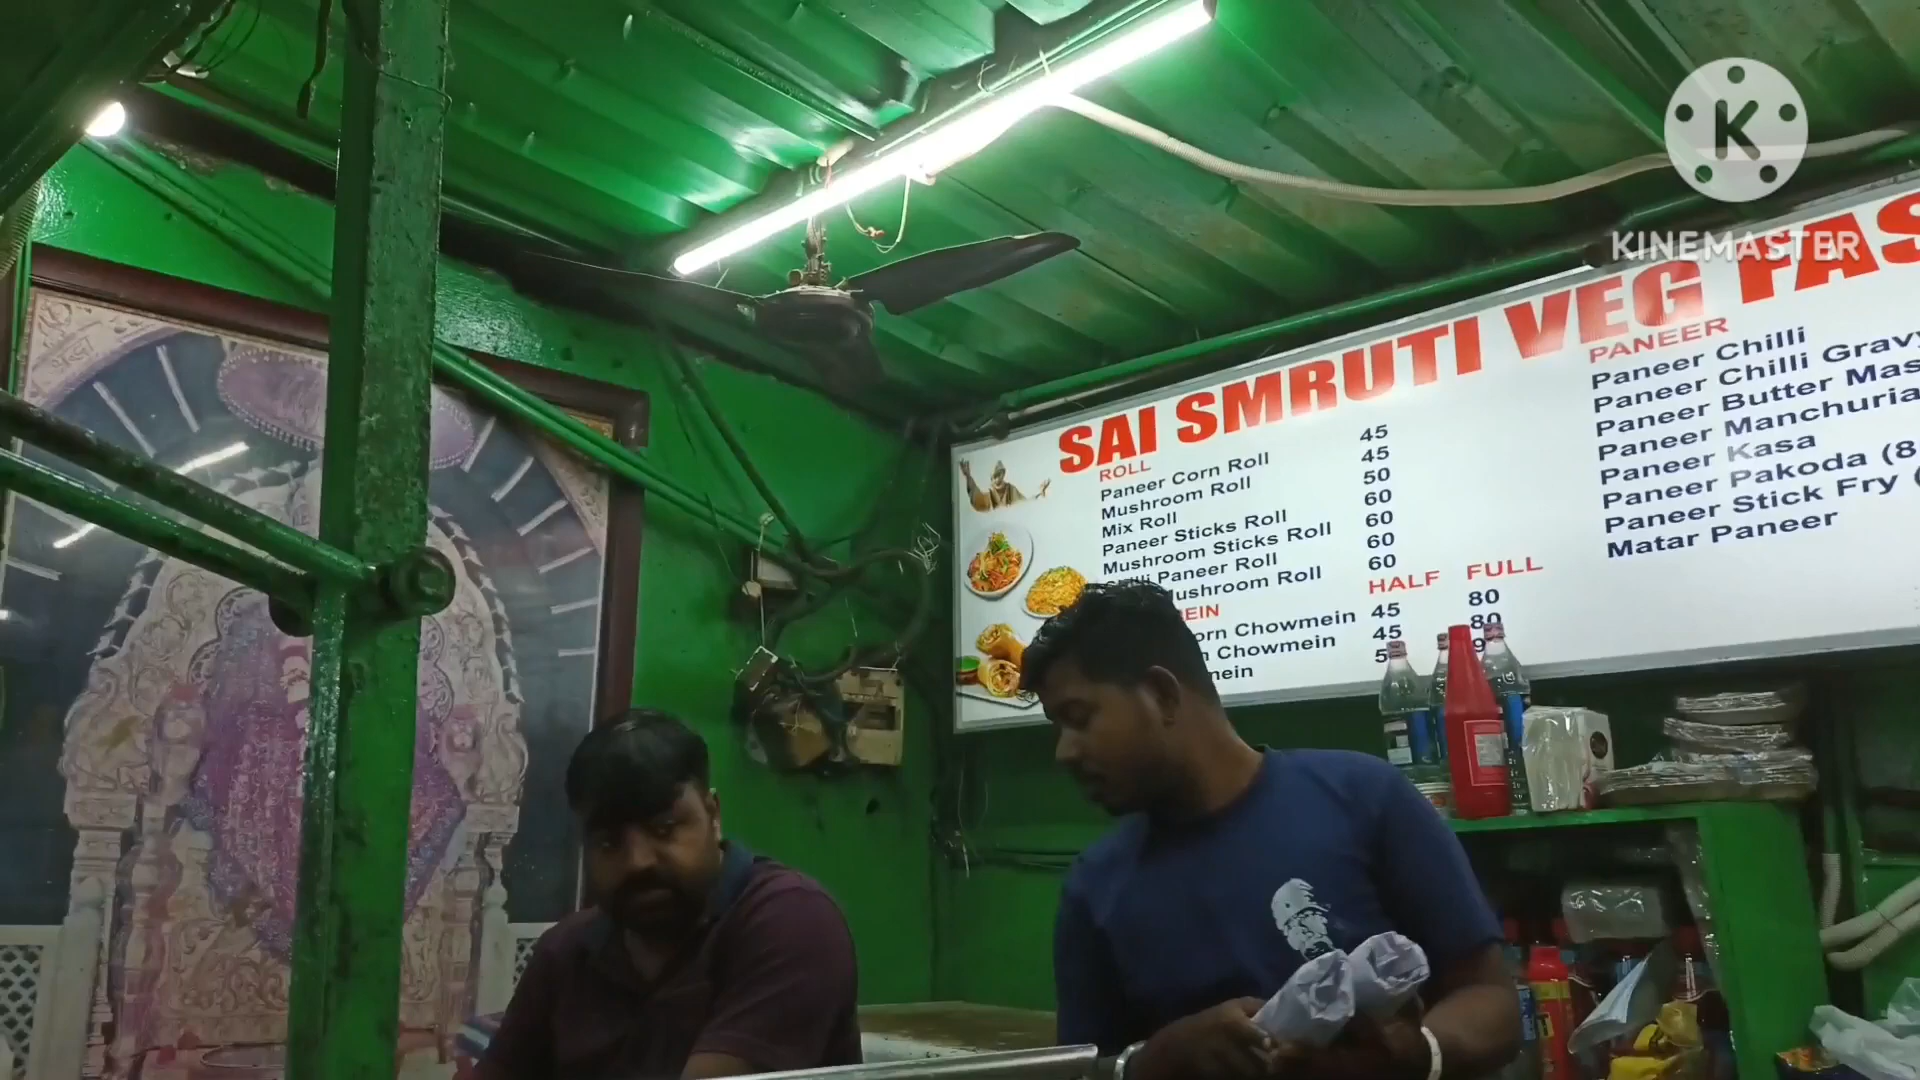 K
KINEMASTER
SAI SMRUTI VEG FAS
ROLL
Paneer Corn Roll 45
Mushroom Roll 45
Mix Roll 50
Paneer Sticks Roll 60
Mushroom Sticks Roll 60
Paneer Roll 60
Mushroom Roll 60
HALF FULL
Chowmein 45 80
Chowmein 45 80
PANEER
Paneer Chilli
Paneer Chilli Gravy
Paneer Butter Mas
Paneer Manchuria
Paneer Kasa
Paneer Pakoda (8
Paneer Stick Fry (
Matar Paneer